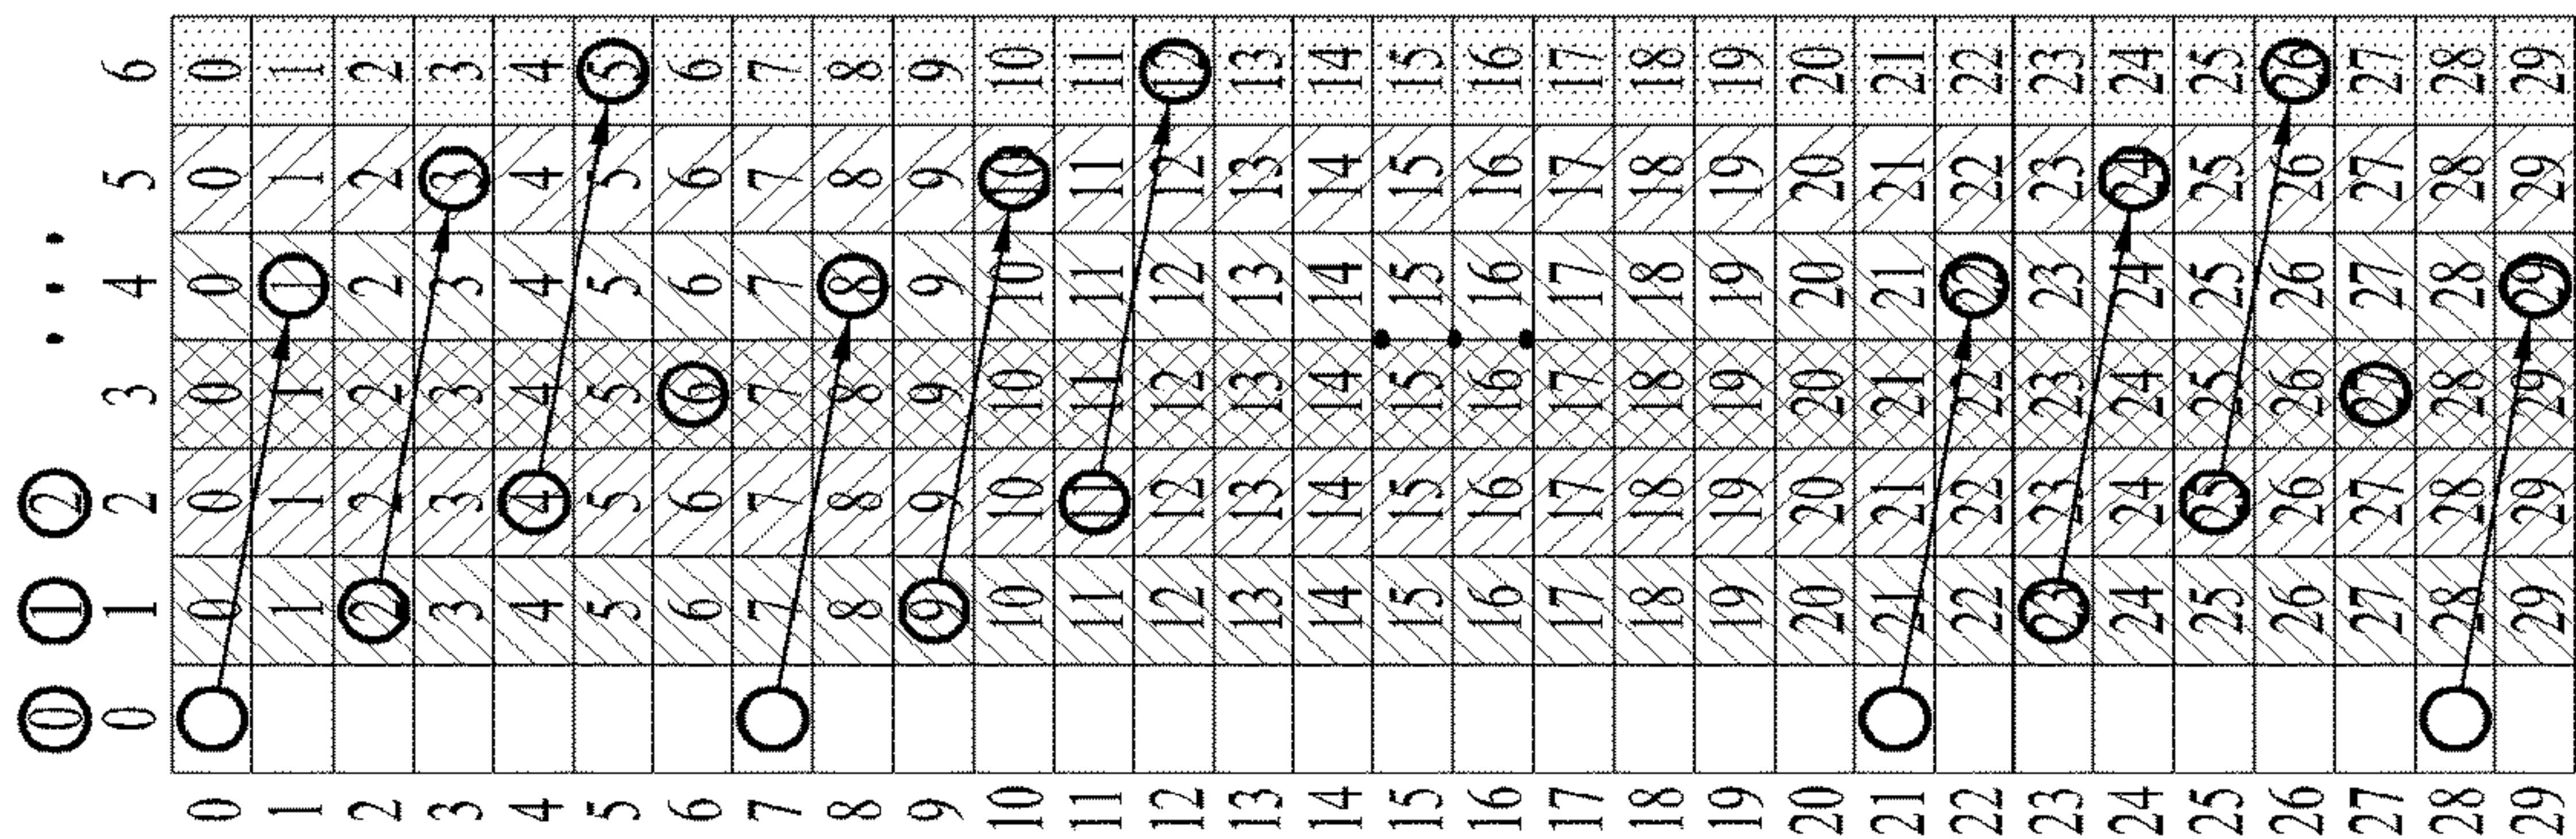 ⓪ ① ② ...
0 1 2 3 4 5 6
0 0 0 0 0 0 0
1 1 1 1 1 1 1
2 2 2 2 2 2 2
3 3 3 3 3 3 3
4 4 4 4 4 4 4
5 5 5 5 5 5 5
6 6 6 6 6 6 6
7 7 7 7 7 7 7
8 8 8 8 8 8 8
9 9 9 9 9 9 9
10 10 10 10 10 10 10
11 11 11 11 11 11 11
12 12 12 12 12 12 12
13 13 13 13 13 13 13
14 14 14 14 14 14 14
15 15 15 15 15 15 15
16 16 16 16 16 16 16
17 17 17 17 17 17 17
18 18 18 18 18 18 18
19 19 19 19 19 19 19
20 20 20 20 20 20 20
21 21 21 21 21 21 21
22 22 22 22 22 22 22
23 23 23 23 23 23 23
24 24 24 24 24 24 24
25 25 25 25 25 25 25
26 26 26 26 26 26 26
27 27 27 27 27 27 27
28 28 28 28 28 28 28
29 29 29 29 29 29 29